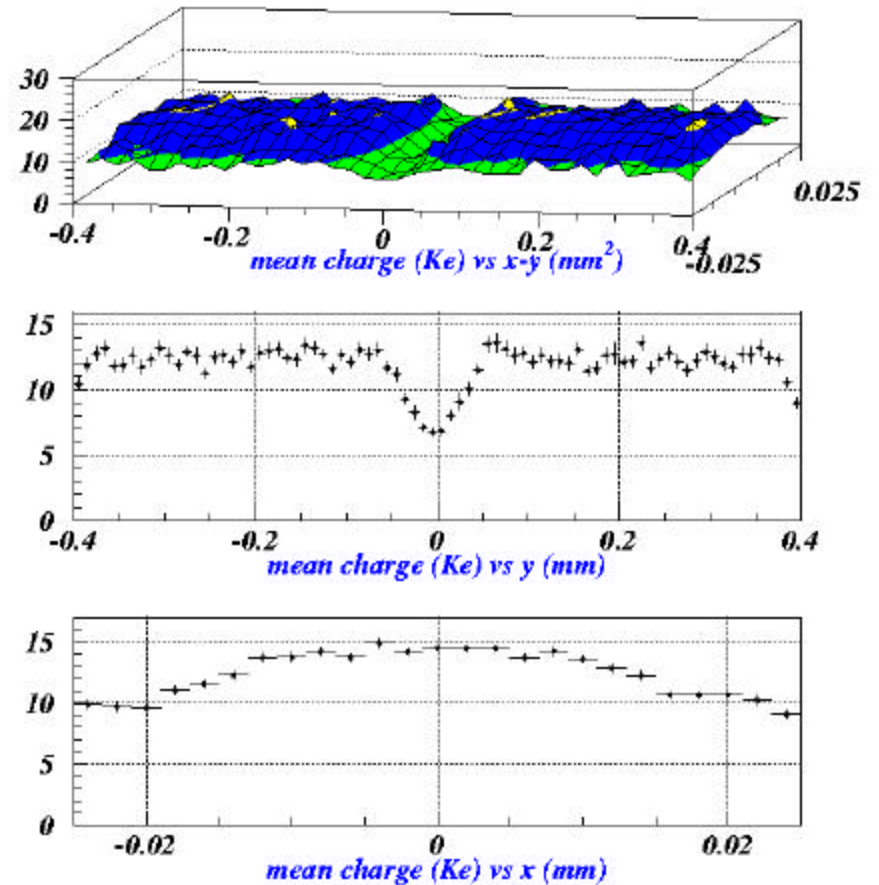 30
20
10
0
-0.4 -0.2 0 0.2 0.4 -0.025 0.025
mean charge (Ke) vs x-y (mm²)
15
10
5
0
-0.4 -0.2 0 0.2 0.4
mean charge (Ke) vs y (mm)
15
10
5
0
-0.02 0 0.02
mean charge (Ke) vs x (mm)